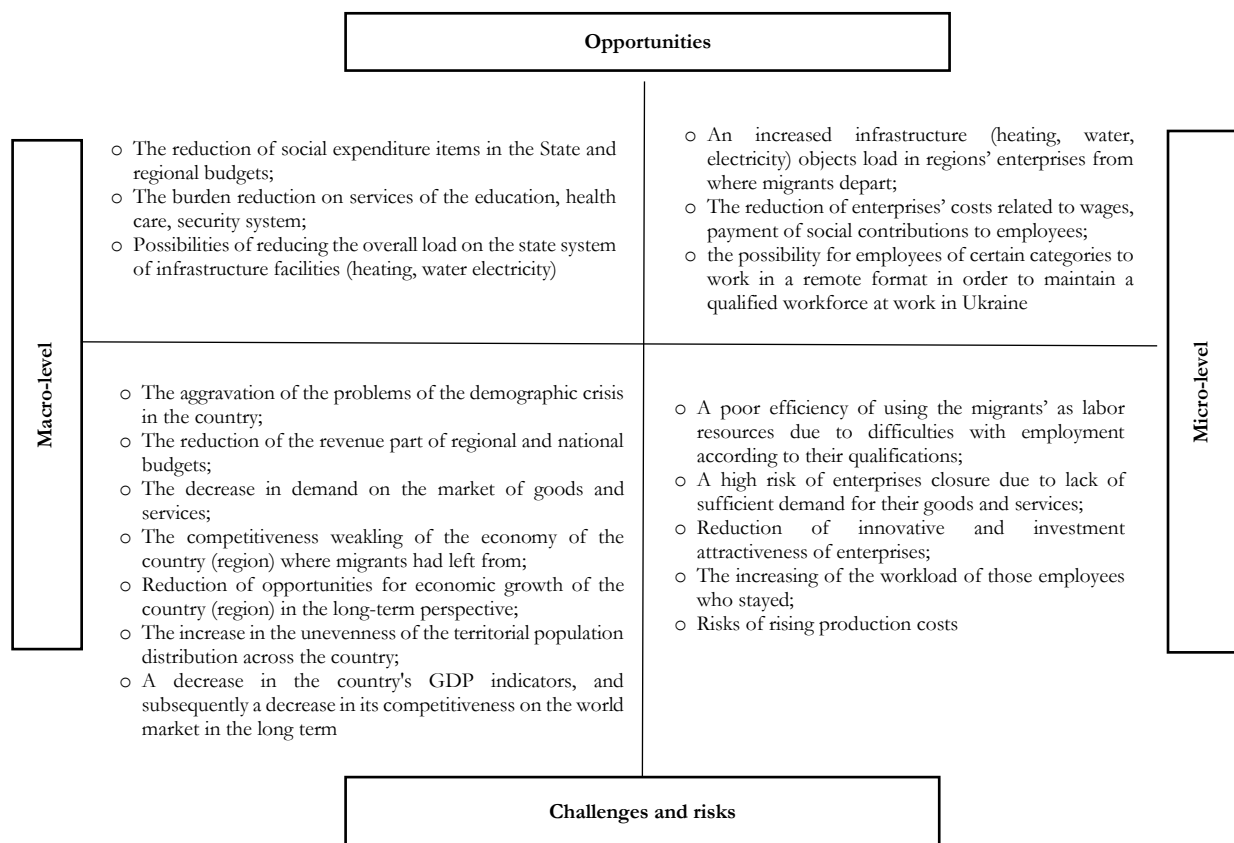 Opportunities
Macro-level
○ The reduction of social expenditure items in the State and
regional budgets;
○ The burden reduction on services of the education, health
care, security system;
○ Possibilities of reducing the overall load on the state system
of infrastructure facilities (heating, water electricity)
○ An increased infrastructure (heating, water,
electricity) objects load in regions’ enterprises from
where migrants depart;
○ The reduction of enterprises’ costs related to wages,
payment of social contributions to employees;
○ the possibility for employees of certain categories to
work in a remote format in order to maintain a
qualified workforce at work in Ukraine
Micro-level
○ The aggravation of the problems of the demographic crisis
in the country;
○ The reduction of the revenue part of regional and national
budgets;
○ The decrease in demand on the market of goods and
services;
○ The competitiveness weakling of the economy of the
country (region) where migrants had left from;
○ Reduction of opportunities for economic growth of the
country (region) in the long-term perspective;
○ The increase in the unevenness of the territorial population
distribution across the country;
○ A decrease in the country's GDP indicators, and
subsequently a decrease in its competitiveness on the world
market in the long term
○ A poor efficiency of using the migrants’ as labor
resources due to difficulties with employment
according to their qualifications;
○ A high risk of enterprises closure due to lack of
sufficient demand for their goods and services;
○ Reduction of innovative and investment
attractiveness of enterprises;
○ The increasing of the workload of those employees
who stayed;
○ Risks of rising production costs
Challenges and risks